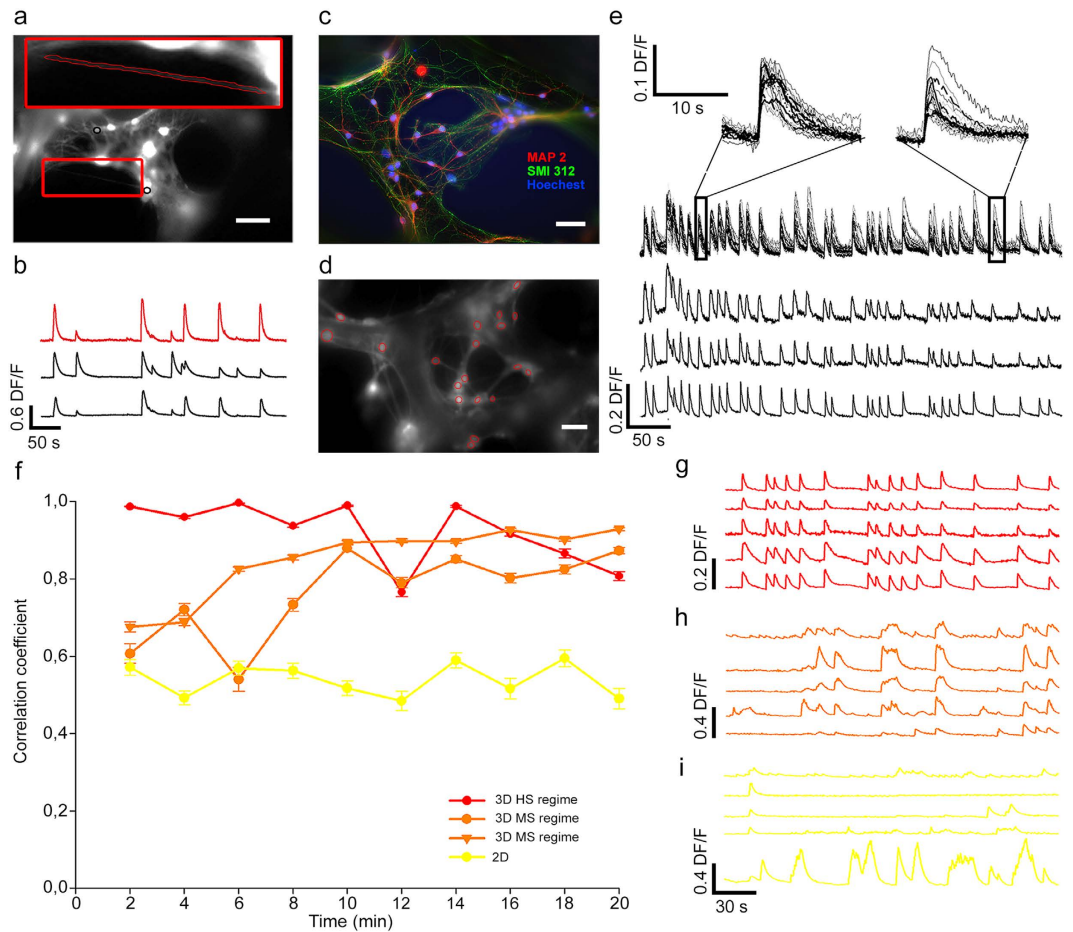 a
c
e
MAP 2
SMI 312
Hoechest
0.1 DF/F
10 s
b
0.6 DF/F
50 s
d
0.2 DF/F
50 s
f
Correlation coefficient
1,0
0,8
0,6
0,4
0,2
0,0
0
2
4
6
8
10
12
14
16
18
20
Time (min)
3D HS regime
3D MS regime
3D MS regime
2D
g
0.2 DF/F
h
0.4 DF/F
i
0.4 DF/F
30 s